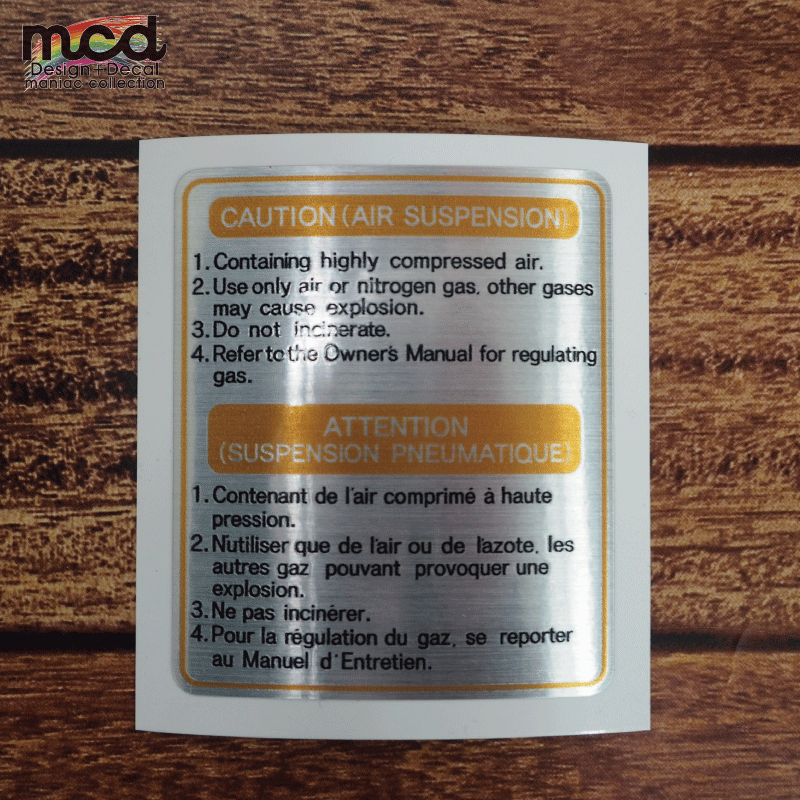 mcd
Design+Decal
maniac collection
CAUTION (AIR SUSPENSION)
1. Containing highly compressed air.
2. Use only air or nitrogen gas, other gases
may cause explosion.
3. Do not incinerate.
4. Refer to the Owner's Manual for regulating
gas.
ATTENTION
(SUSPENSION PNEUMATIQUE)
1. Contenant de l'air comprimé à haute
pression.
2. N'utiliser que de l'air ou de l'azote, les
autres gaz pouvant provoquer une
explosion.
3. Ne pas incinérer.
4. Pour la régulation du gaz, se reporter
au Manuel d'Entretien.